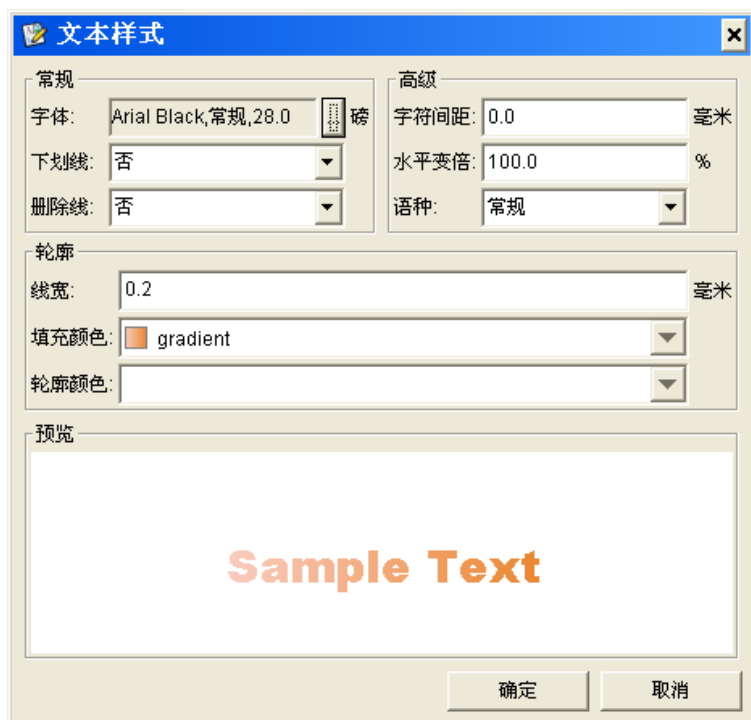 文本样式
常规
字体: Arial Black,常规,28.0 磅
下划线: 否
删除线: 否
高级
字符间距: 0.0 毫米
水平变倍: 100.0 %
语种: 常规
轮廓
线宽: 0.2 毫米
填充颜色: gradient
轮廓颜色:
预览
Sample Text
确定 取消